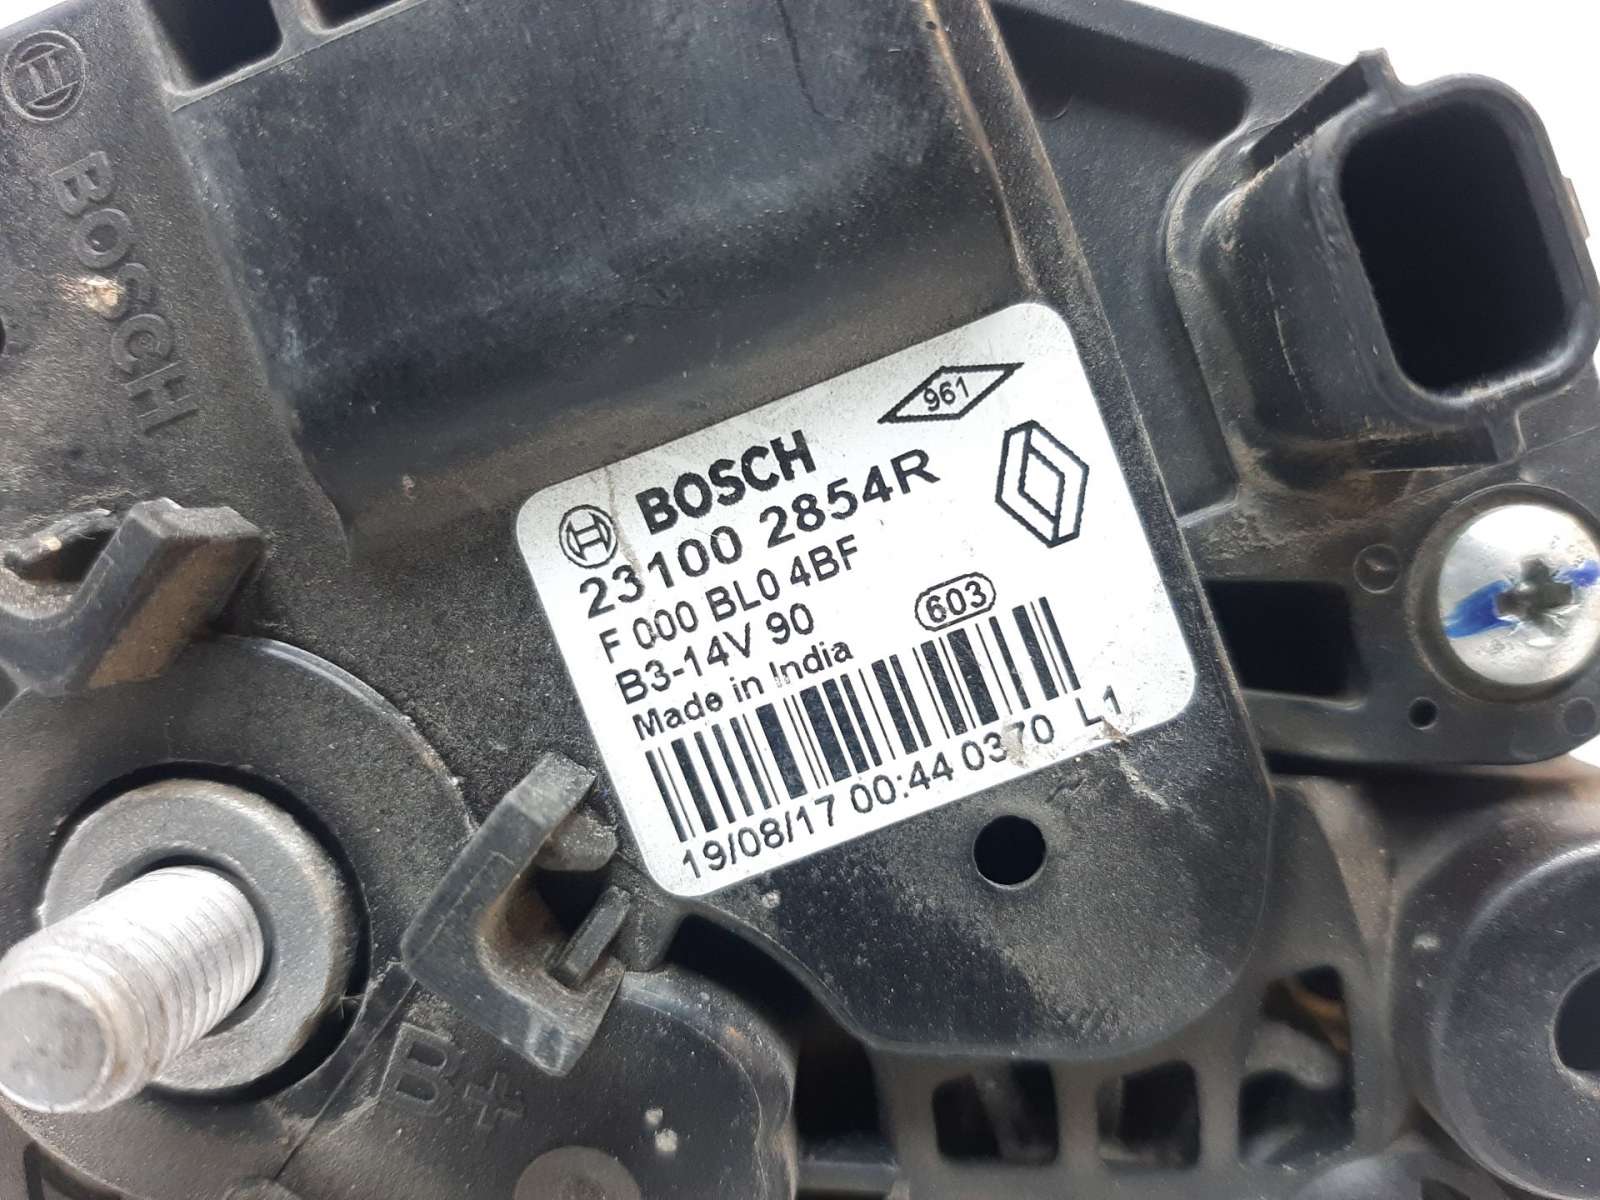 BOSCH
961
BOSCH
23100 2854R
F 000 BL0 4BF
B3-14V 90
603
Made in India
19/08/17 00:44 0370 L1
B+